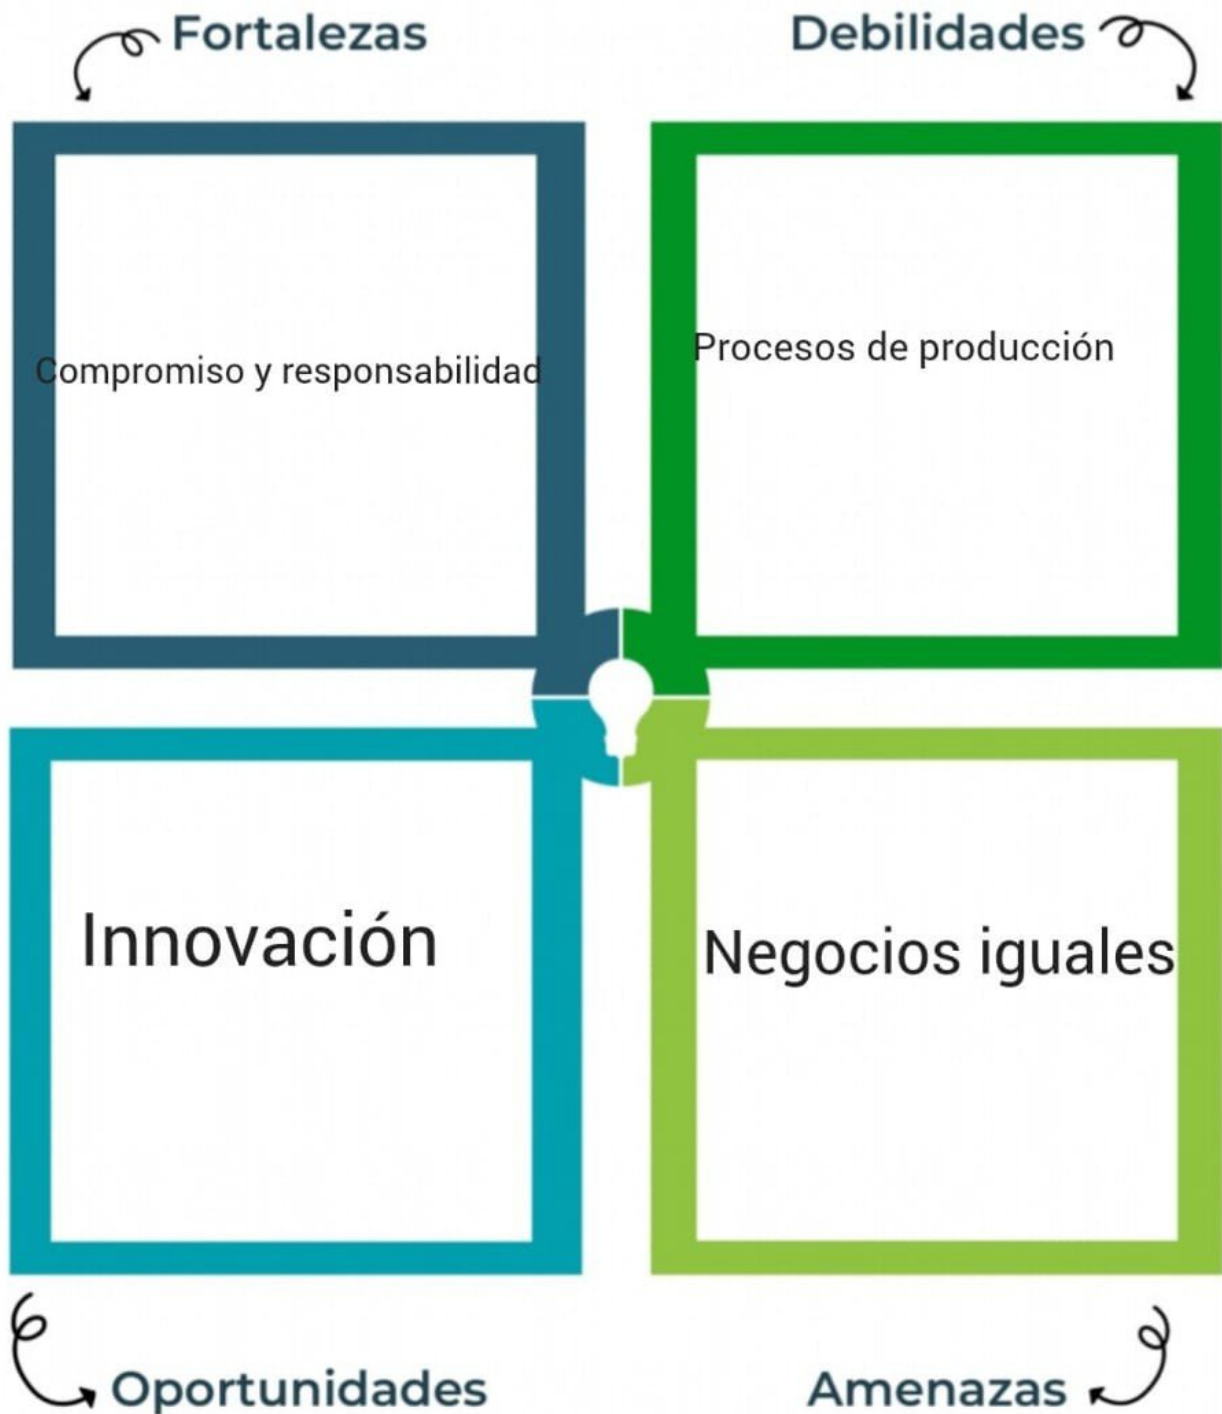 Fortalezas
Debilidades
Compromiso y responsabilidad
Procesos de producción
Innovación
Negocios iguales
Oportunidades
Amenazas